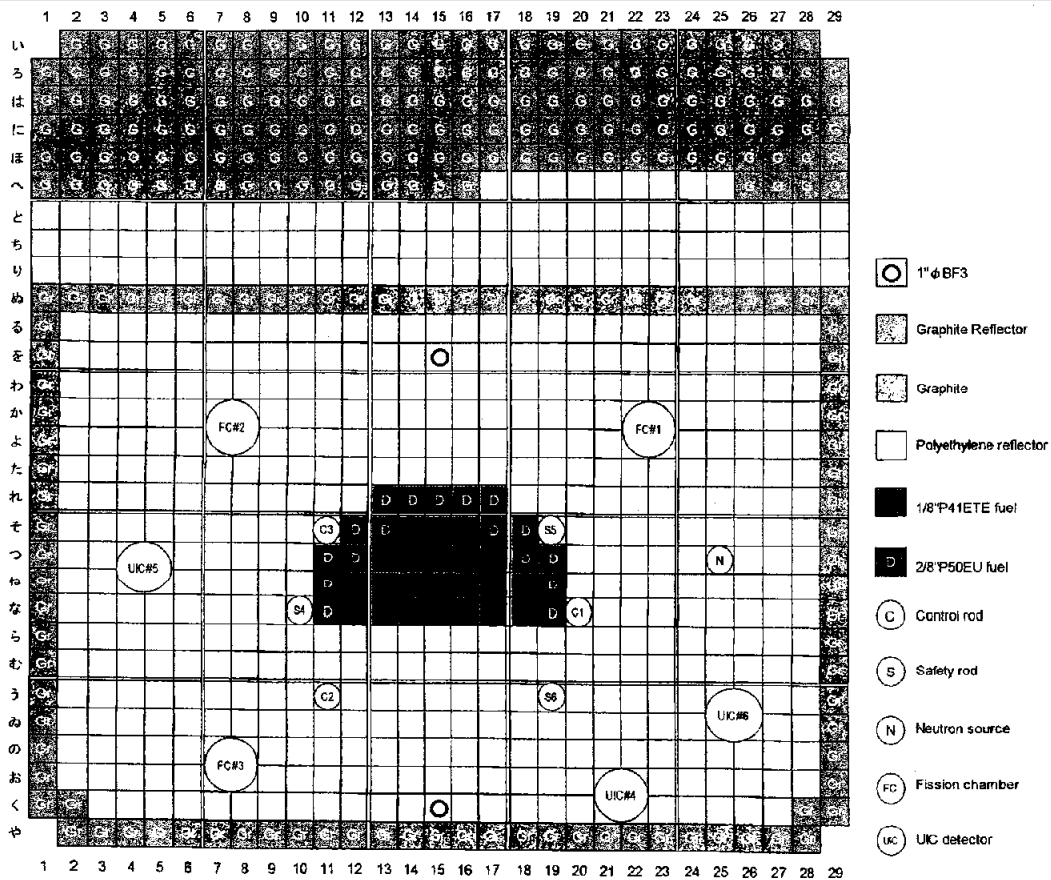 1 2 3 4 5 6 7 8 9 10 11 12 13 14 15 16 17 18 19 20 21 22 23 24 25 26 27 28 29
い G G G G G G G G G G G G G G G G G G G G G G G G G G G
ろ G G G G G G G G G G G G G G G G G G G G G G G G G G G G G
は G G G G G G G G G G G G G G G G G G G G G G G G G G G G G
に G G G G G G G G G G G G G G G G G G G G G G G G G G G G G
ほ G G G G G G G G G G G G G G G G G G G G G G G G G G G G G
へ G G G G G G G G G G G G G G G G G G G G
と
ち
り
ぬ
る
を
わ
か
よ
た
れ D D D D D
そ C3 D D D D S5
つ D D D D N
ね D D
な S4 D D C1
ら
む
う C2 S6
ゐ
の
お
く
や
FC#2
FC#1
UIC#5
UIC#6
FC#3
UIC#4
1 2 3 4 5 6 7 8 9 10 11 12 13 14 15 16 17 18 19 20 21 22 23 24 25 26 27 28 29
1"φBF3
Graphite Reflector
Graphite
Polyethylene reflector
1/8"P41ETE fuel
D 2/8"P50EU fuel
C Control rod
S Safety rod
N Neutron source
FC Fission chamber
UIC UIC detector